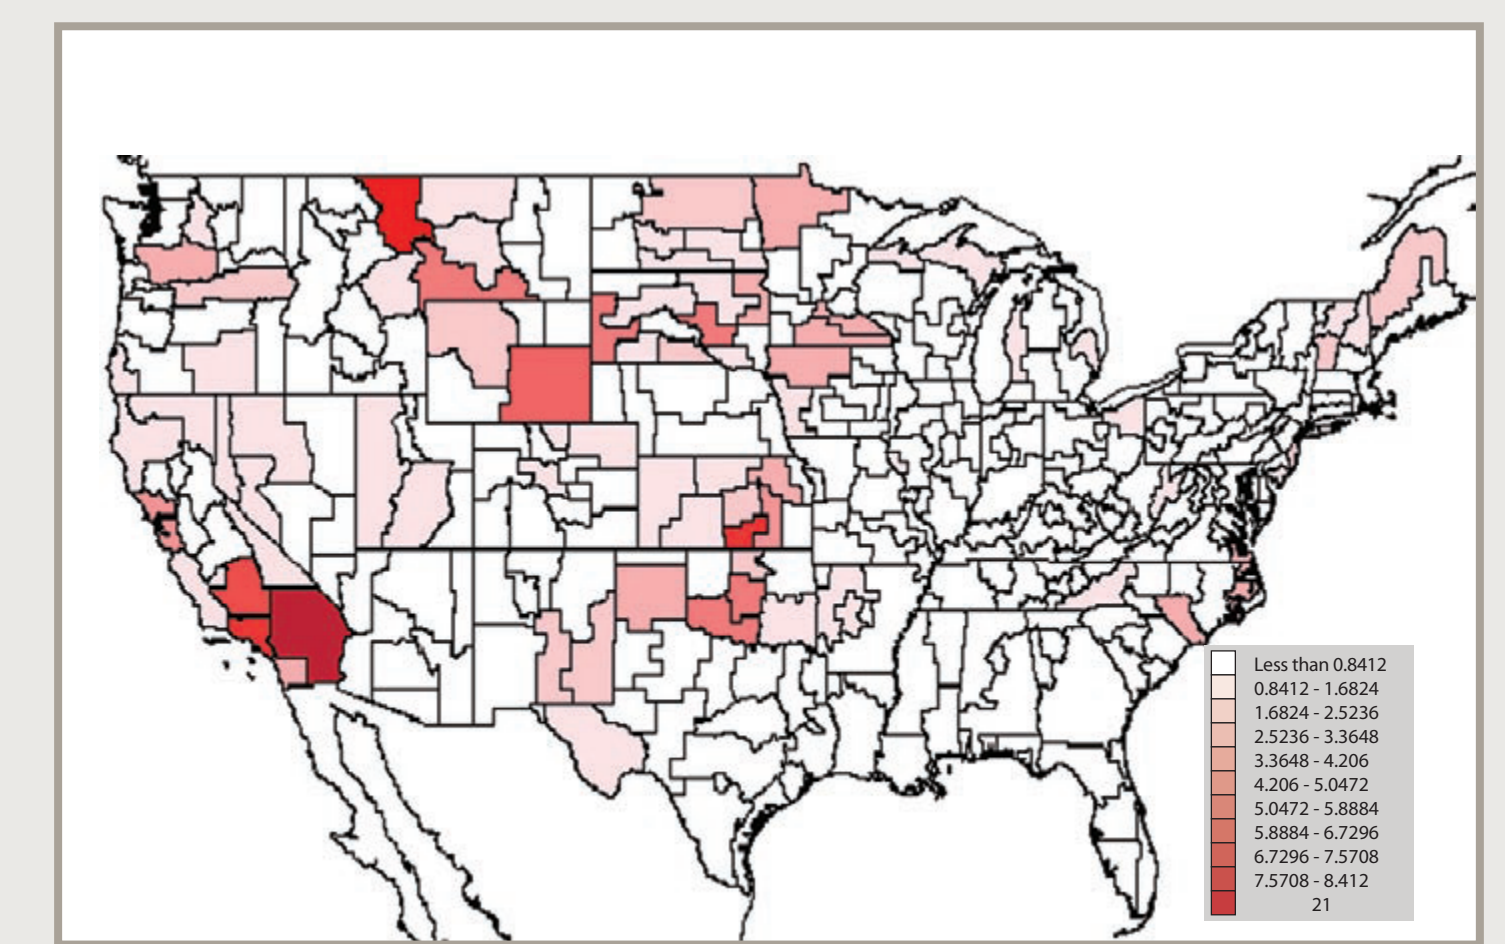 Less than 0.8412
0.8412 - 1.6824
1.6824 - 2.5236
2.5236 - 3.3648
3.3648 - 4.206
4.206 - 5.0472
5.0472 - 5.8884
5.8884 - 6.7296
6.7296 - 7.5708
7.5708 - 8.412
21